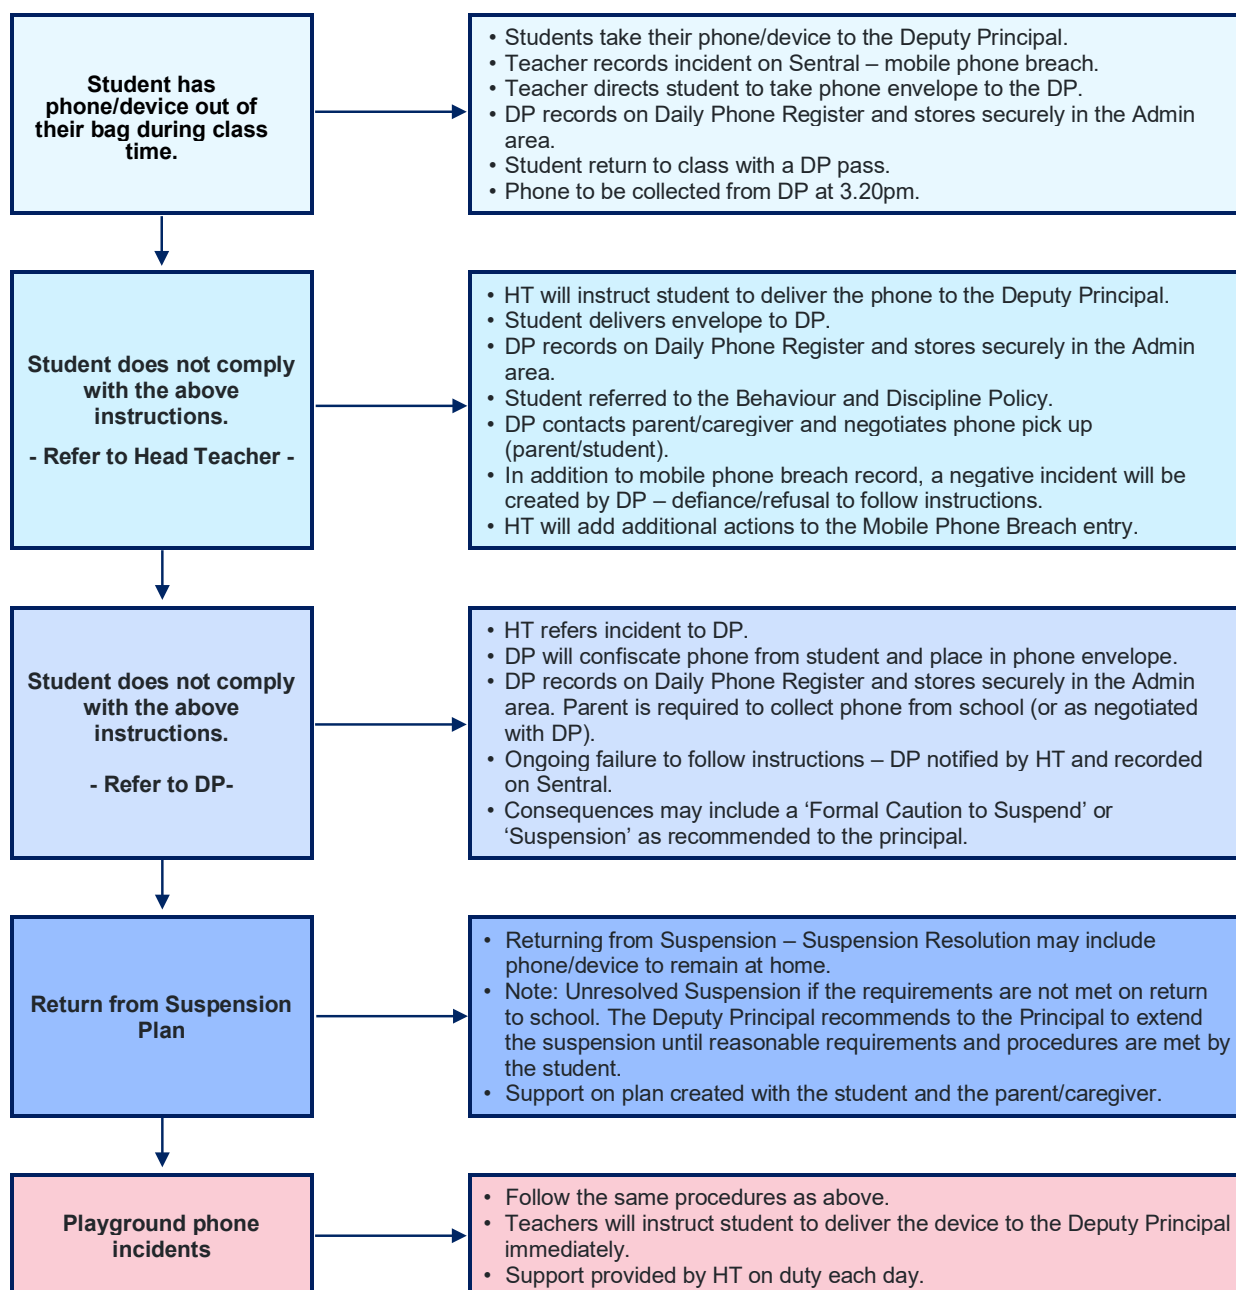 Student has
phone/device out of
their bag during class
time.
• Students take their phone/device to the Deputy Principal.
• Teacher records incident on Sentral – mobile phone breach.
• Teacher directs student to take phone envelope to the DP.
• DP records on Daily Phone Register and stores securely in the Admin
area.
• Student return to class with a DP pass.
• Phone to be collected from DP at 3.20pm.
Student does not comply
with the above
instructions.
- Refer to Head Teacher -
• HT will instruct student to deliver the phone to the Deputy Principal.
• Student delivers envelope to DP.
• DP records on Daily Phone Register and stores securely in the Admin
area.
• Student referred to the Behaviour and Discipline Policy.
• DP contacts parent/caregiver and negotiates phone pick up
(parent/student).
• In addition to mobile phone breach record, a negative incident will be
created by DP – defiance/refusal to follow instructions.
• HT will add additional actions to the Mobile Phone Breach entry.
Student does not comply
with the above
instructions.
- Refer to DP-
• HT refers incident to DP.
• DP will confiscate phone from student and place in phone envelope.
• DP records on Daily Phone Register and stores securely in the Admin
area. Parent is required to collect phone from school (or as negotiated
with DP).
• Ongoing failure to follow instructions – DP notified by HT and recorded
on Sentral.
• Consequences may include a ‘Formal Caution to Suspend’ or
‘Suspension’ as recommended to the principal.
Return from Suspension
Plan
• Returning from Suspension – Suspension Resolution may include
phone/device to remain at home.
• Note: Unresolved Suspension if the requirements are not met on return
to school. The Deputy Principal recommends to the Principal to extend
the suspension until reasonable requirements and procedures are met by
the student.
• Support on plan created with the student and the parent/caregiver.
Playground phone
incidents
• Follow the same procedures as above.
• Teachers will instruct student to deliver the device to the Deputy Principal
immediately.
• Support provided by HT on duty each day.